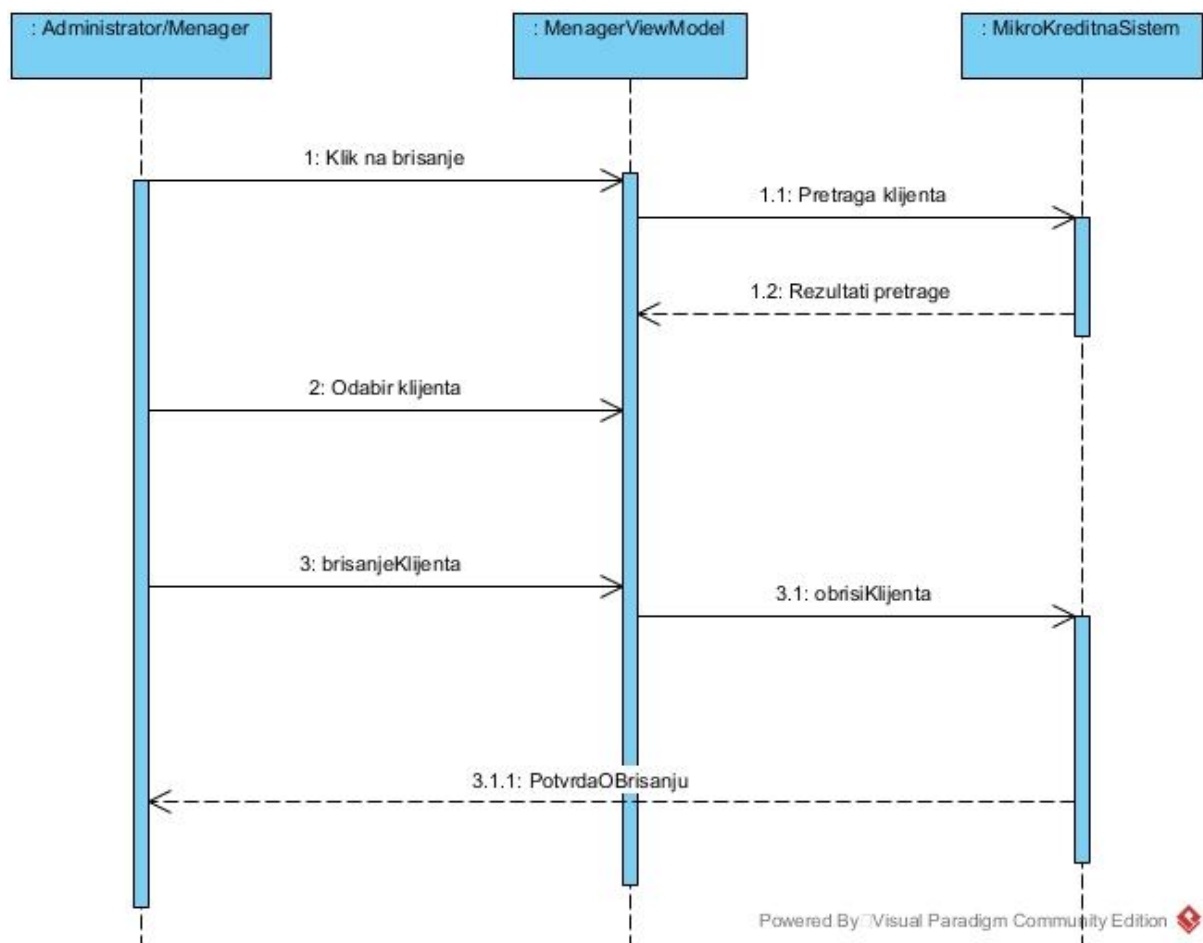 : Administrator/Menager
: MenagerViewModel
: MikroKreditnaSistem
1: Klik na brisanje
1.1: Pretraga klijenta
1.2: Rezultati pretrage
2: Odabir klijenta
3: brisanjeKlijenta
3.1: obrisiKlijenta
3.1.1: PotvrdaOBrisanju
Powered By Visual Paradigm Community Edition